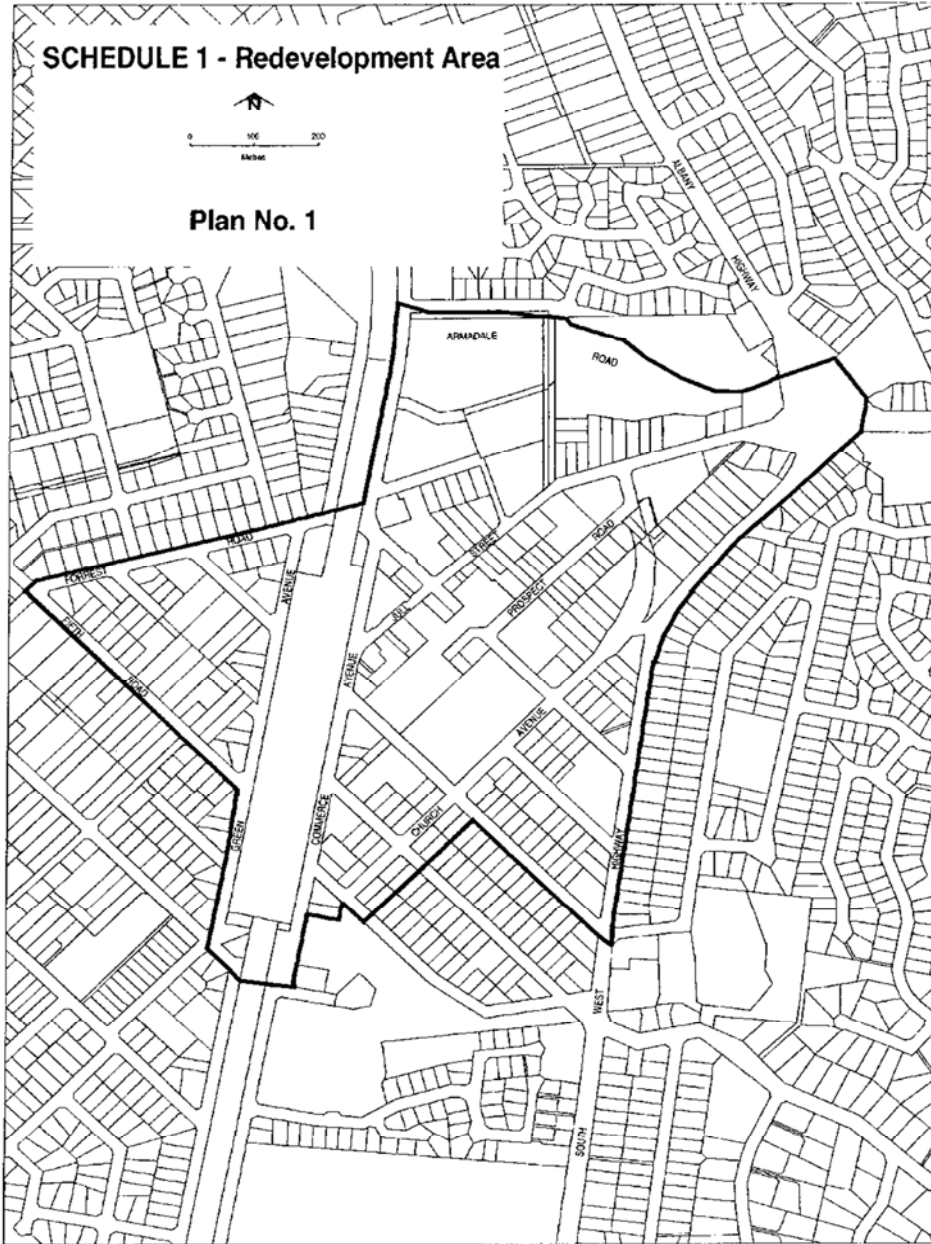 SCHEDULE 1 - Redevelopment Area
N
0 100 200
Metres
Plan No. 1
ALBANY
HIGHWAY
ARMADALE
ROAD
ROAD
FORREST
AVENUE
STREET
JULL
ROAD
PROSPECT
FIFTH
ROAD
AVENUE
AVENUE
COMMERCE
CHURCH
GREEN
HIGHWAY
WEST
SOUTH